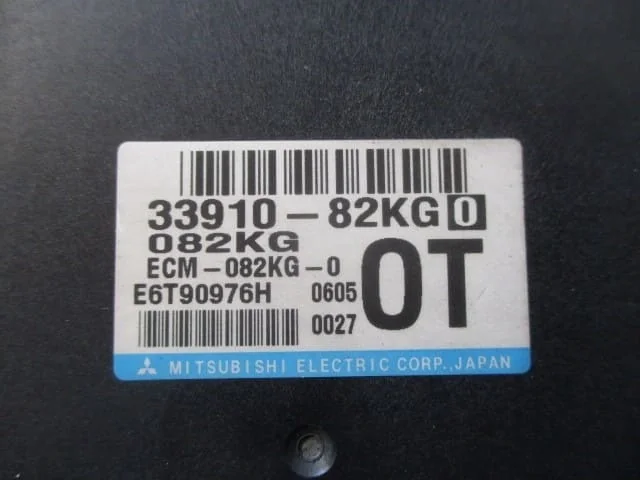 33910-82KG0
082KG
ECM-082KG-0
E6T90976H 0605
0027
OT
MITSUBISHI ELECTRIC CORP.,JAPAN